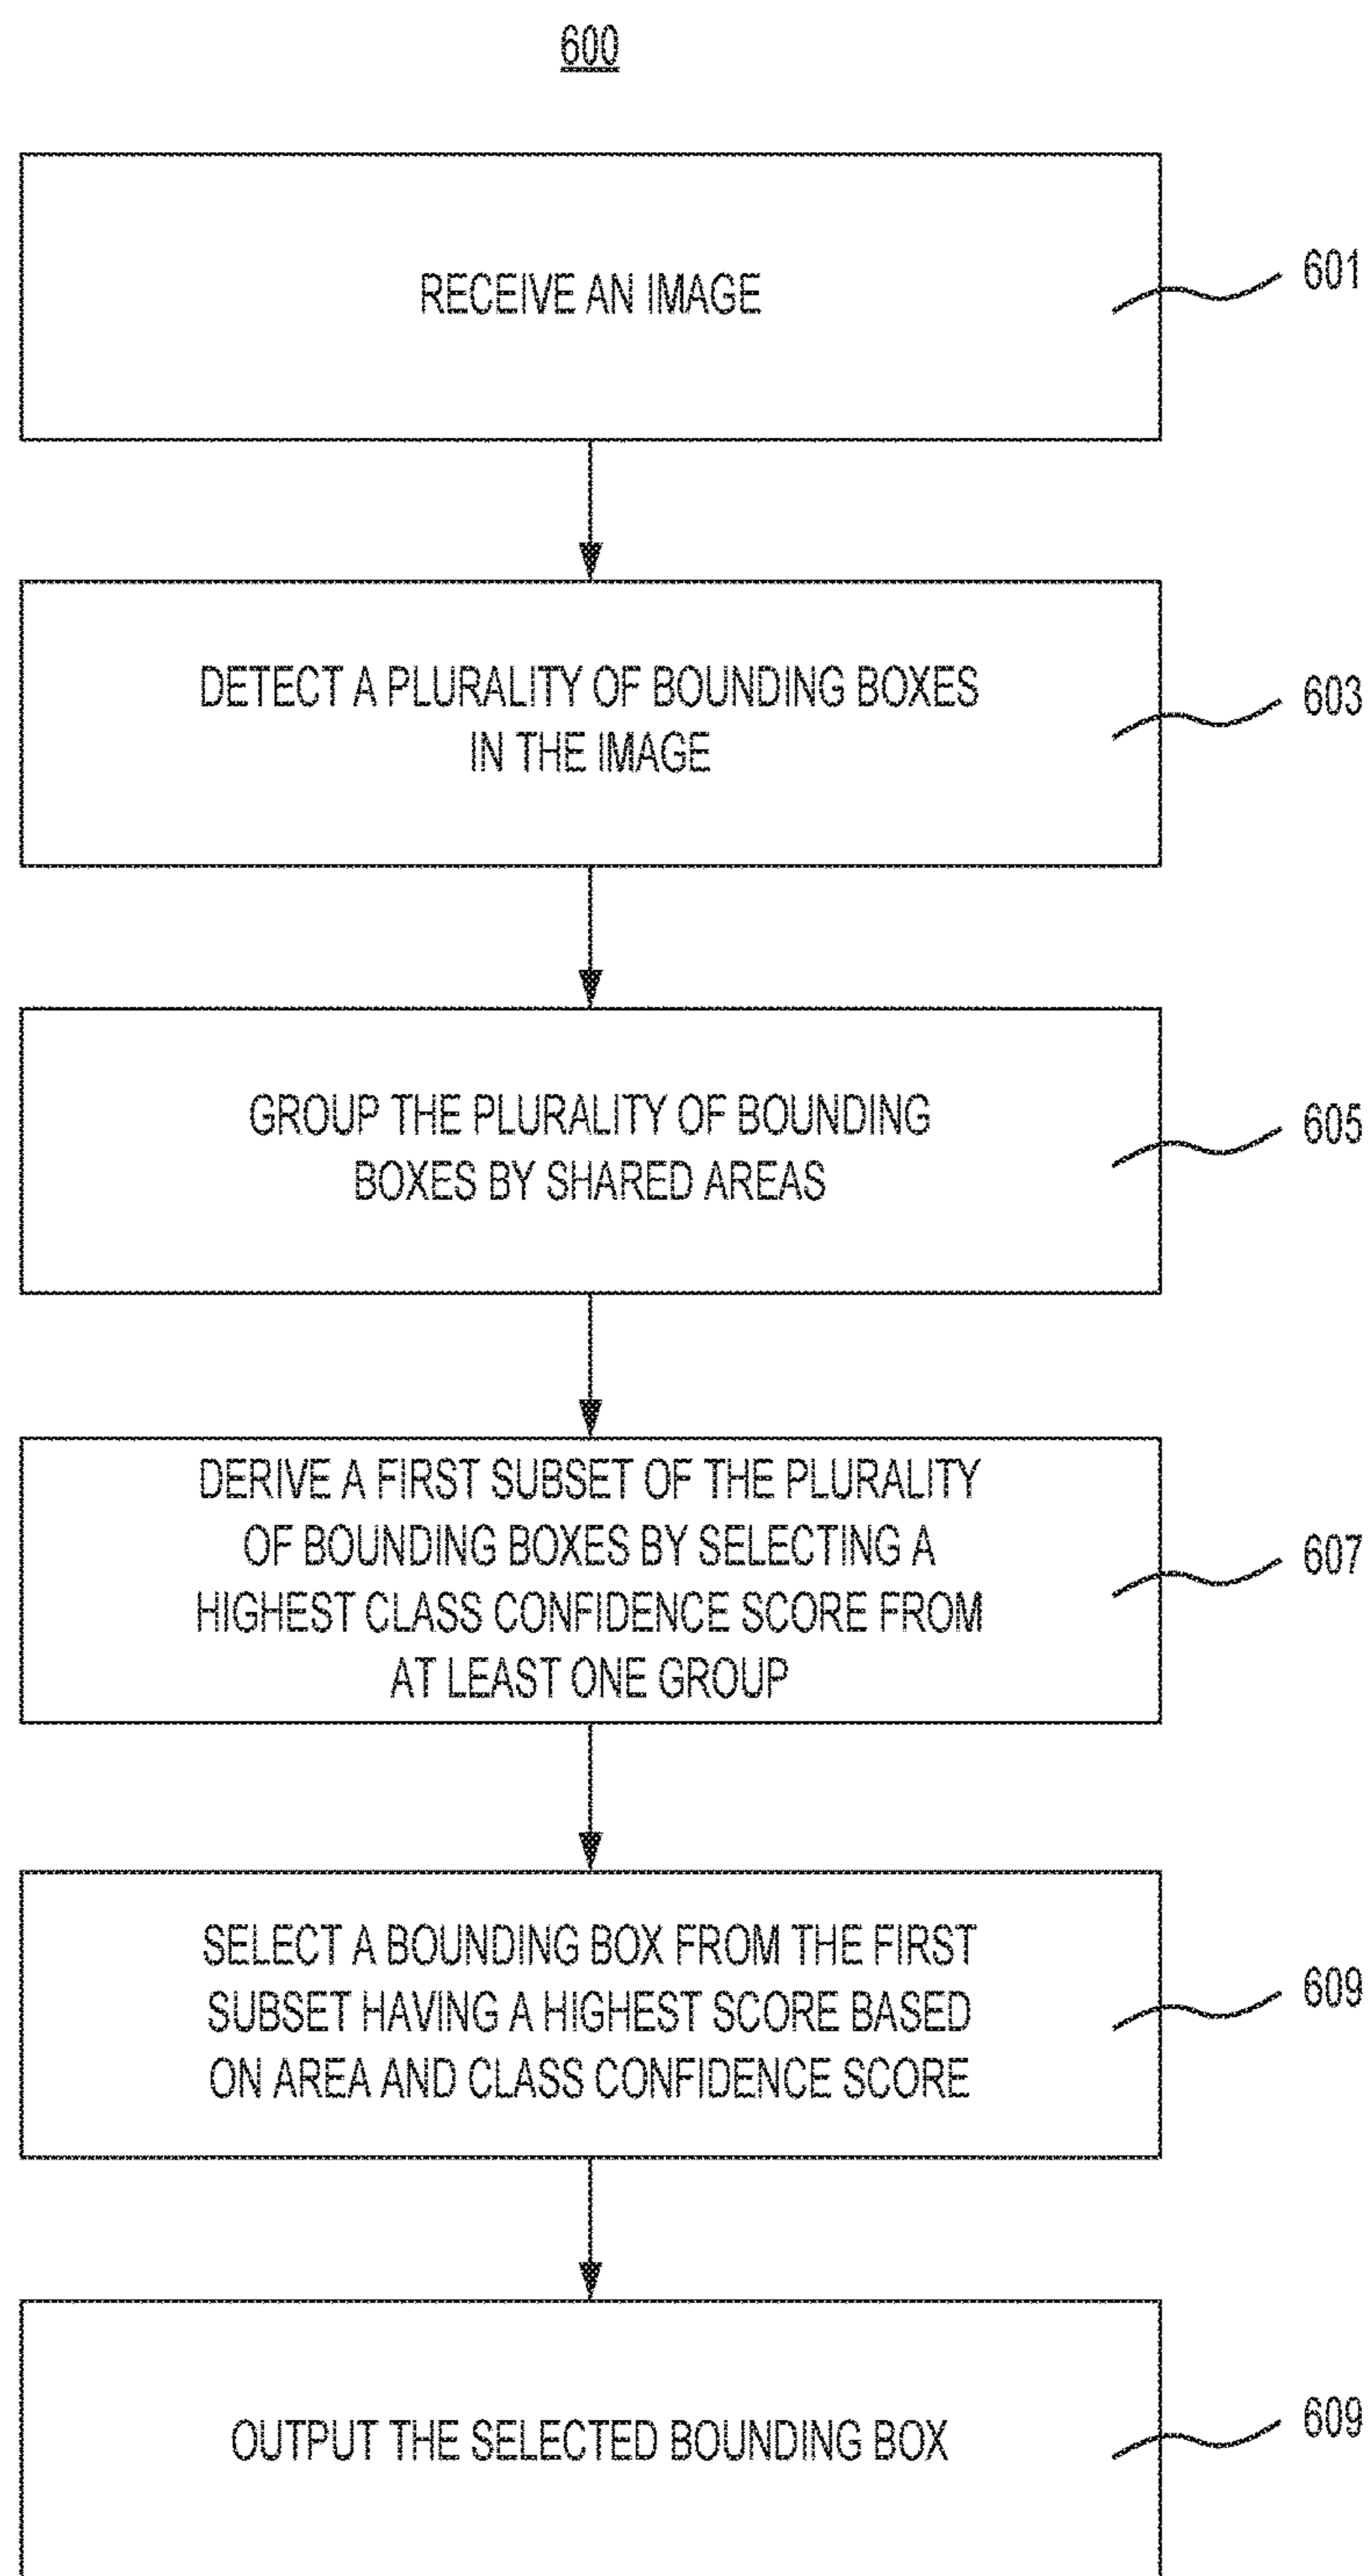 600
RECEIVE AN IMAGE
601
DETECT A PLURALITY OF BOUNDING BOXES
IN THE IMAGE
603
GROUP THE PLURALITY OF BOUNDING
BOXES BY SHARED AREAS
605
DERIVE A FIRST SUBSET OF THE PLURALITY
OF BOUNDING BOXES BY SELECTING A
HIGHEST CLASS CONFIDENCE SCORE FROM
AT LEAST ONE GROUP
607
SELECT A BOUNDING BOX FROM THE FIRST
SUBSET HAVING A HIGHEST SCORE BASED
ON AREA AND CLASS CONFIDENCE SCORE
609
OUTPUT THE SELECTED BOUNDING BOX
609